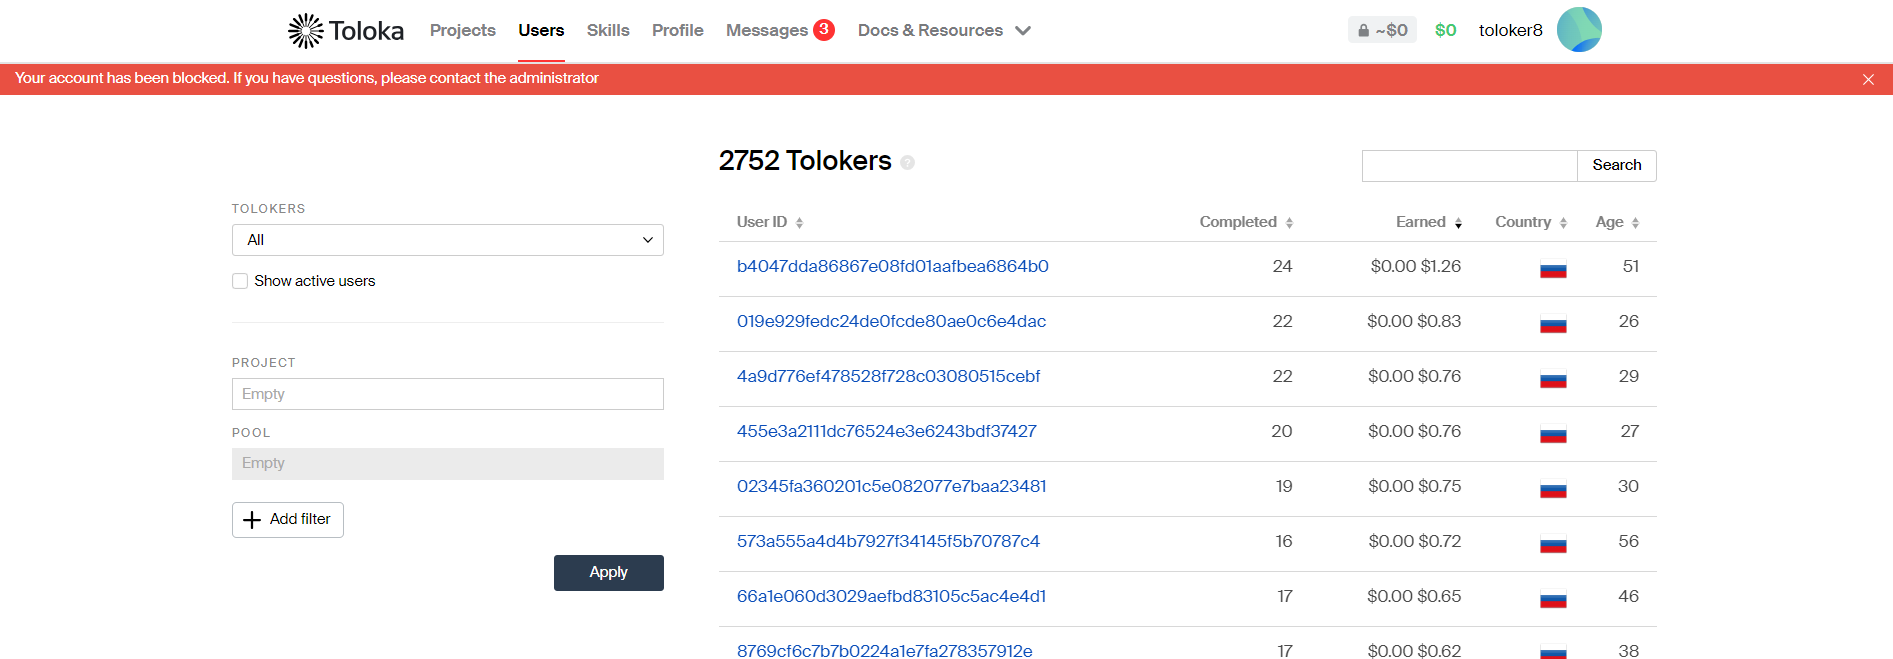 Toloka Projects Users Skills Profile Messages 3 Docs & Resources ~$0 $0 toloker8
Your account has been blocked. If you have questions, please contact the administrator
2752 Tolokers ?
Search
TOLOKERS
All
Show active users
PROJECT
Empty
POOL
Empty
Add filter
Apply
User ID Completed Earned Country Age
b4047dda86867e08fd01aafbea6864b0 24 $0.00 $1.26 51
019e929fedc24de0fcde80ae0c6e4dac 22 $0.00 $0.83 26
4a9d776ef478528f728c03080515cebf 22 $0.00 $0.76 29
455e3a2111dc76524e3e6243bdf37427 20 $0.00 $0.76 27
02345fa360201c5e082077e7baa23481 19 $0.00 $0.75 30
573a555a4d4b7927f34145f5b70787c4 16 $0.00 $0.72 56
66a1e060d3029aefbd83105c5ac4e4d1 17 $0.00 $0.65 46
8769cf6c7b7b0224a1e7fa278357912e 17 $0.00 $0.62 38